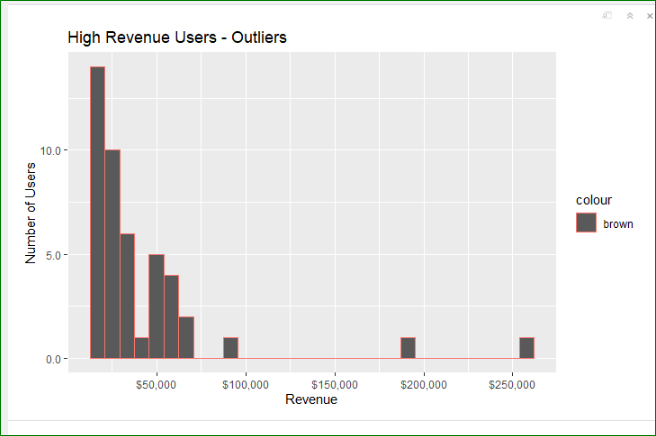 High Revenue Users - Outliers
Number of Users
10.0
5.0
0.0
$50,000 $100,000 $150,000 $200,000 $250,000
Revenue
colour
brown